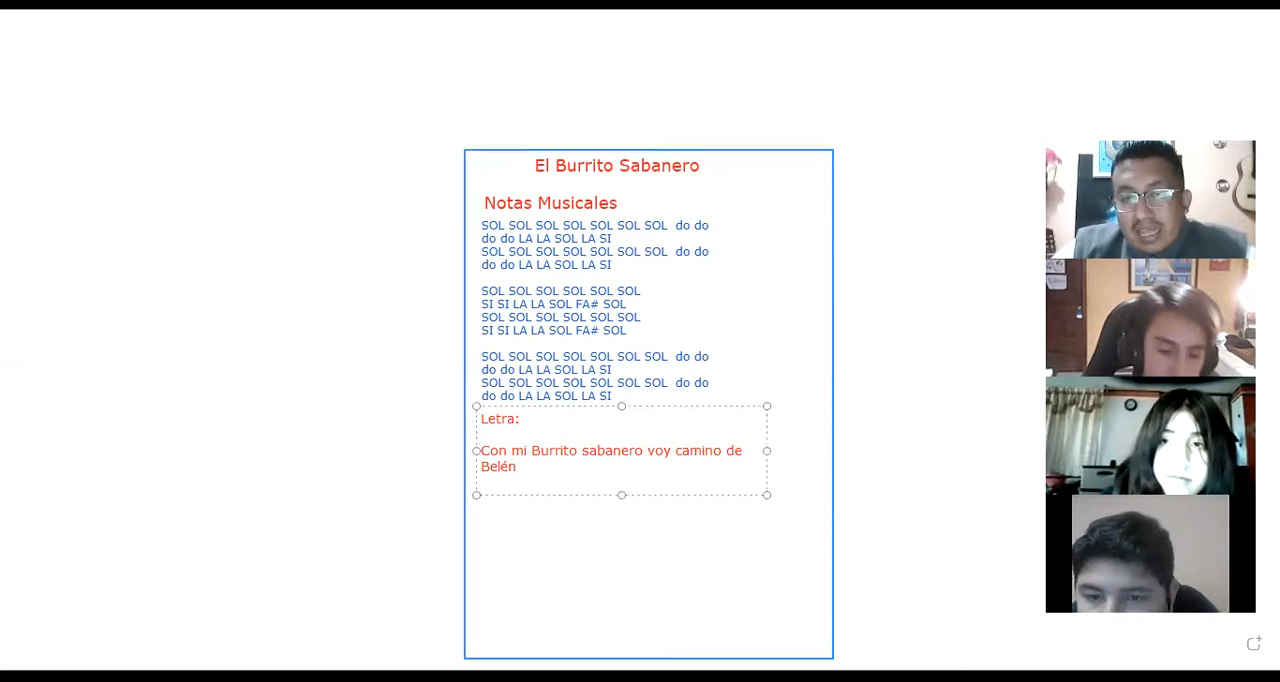 El Burrito Sabanero
Notas Musicales
SOL SOL SOL SOL SOL SOL SOL do do
do do LA LA SOL LA SI
SOL SOL SOL SOL SOL SOL SOL do do
do do LA LA SOL LA SI
SOL SOL SOL SOL SOL SOL
SI SI LA LA SOL FA# SOL
SOL SOL SOL SOL SOL SOL
SI SI LA LA SOL FA# SOL
SOL SOL SOL SOL SOL SOL SOL do do
do do LA LA SOL LA SI
SOL SOL SOL SOL SOL SOL SOL do do
do do LA LA SOL LA SI
Letra:
Con mi Burrito sabanero voy camino de
Belén